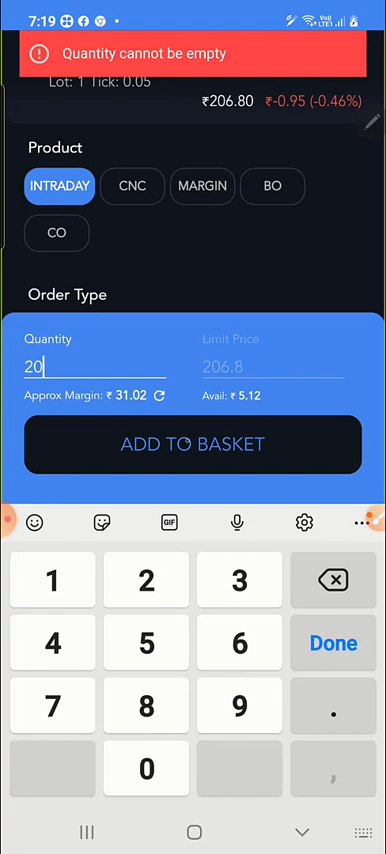 7:19
Vo)) LTE1
Quantity cannot be empty
Lot: 1 Tick: 0.05
₹206.80 ₹-0.95 (-0.46%)
Product
INTRADAY CNC MARGIN BO
CO
Order Type
Quantity Limit Price
20 206.8
Approx Margin: ₹ 31.02 Avail: ₹ 5.12
ADD TO BASKET
GIF
1 2 3
4 5 6 Done
7 8 9 .
0 ,